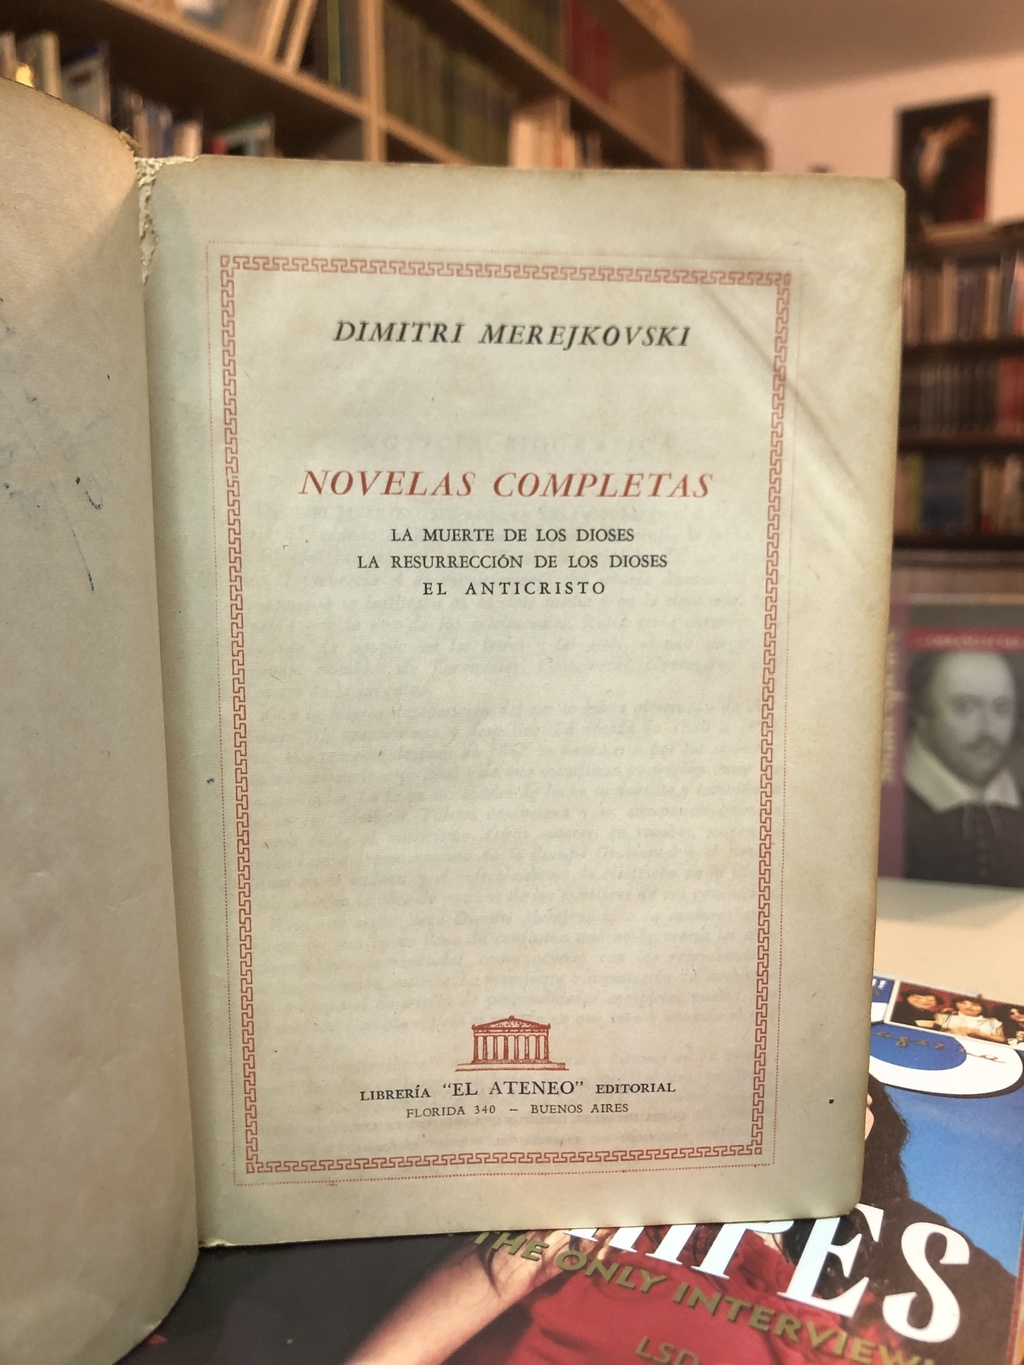 DIMITRI MEREJKOVSKI
NOVELAS COMPLETAS
LA MUERTE DE LOS DIOSES
LA RESURRECCIÓN DE LOS DIOSES
EL ANTICRISTO
LIBRERÍA "EL ATENEO" EDITORIAL
FLORIDA 340 — BUENOS AIRES
THE ONLY INTERVIEW
LSD